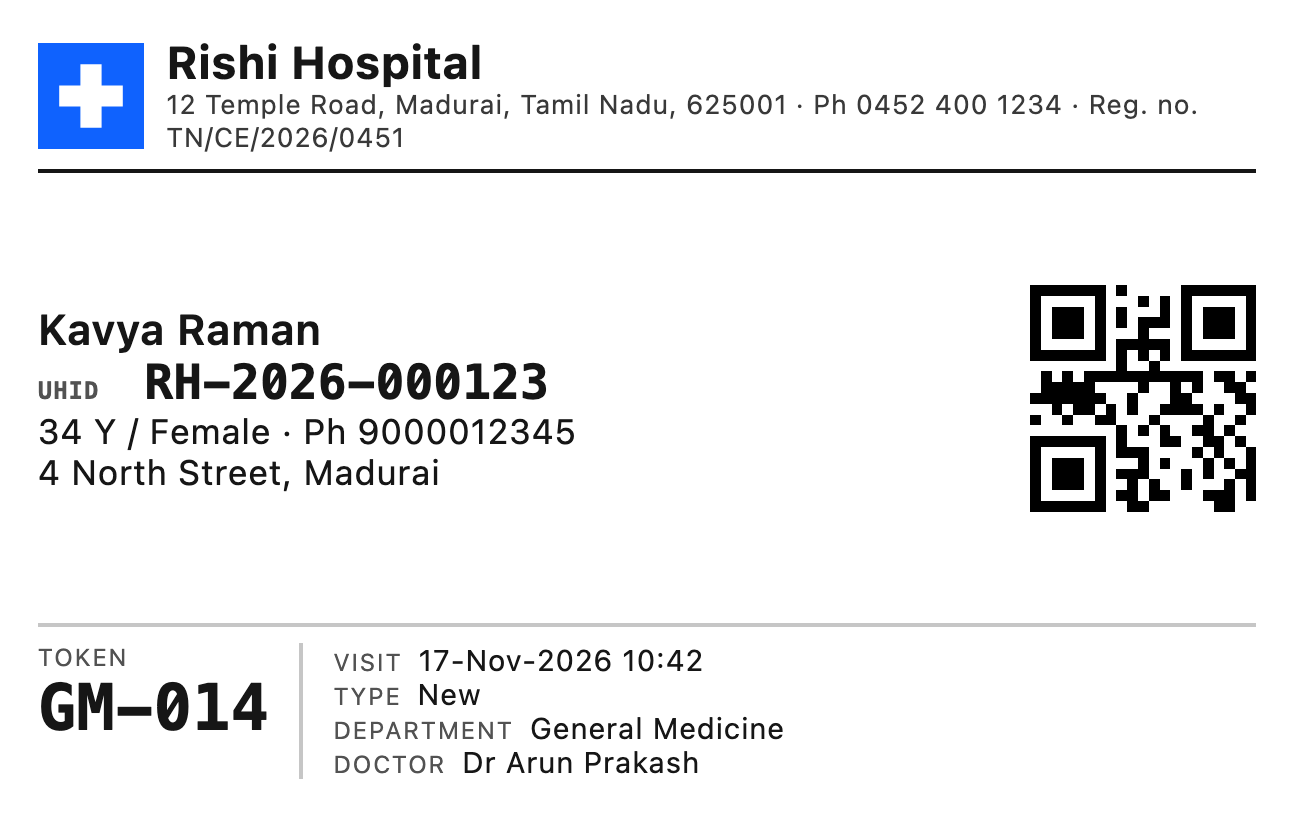 Rishi Hospital
12 Temple Road, Madurai, Tamil Nadu, 625001 · Ph 0452 400 1234 · Reg. no.
TN/CE/2026/0451
Kavya Raman
UHID RH-2026-000123
34 Y / Female · Ph 9000012345
4 North Street, Madurai
TOKEN
GM-014
VISIT 17-Nov-2026 10:42
TYPE New
DEPARTMENT General Medicine
DOCTOR Dr Arun Prakash